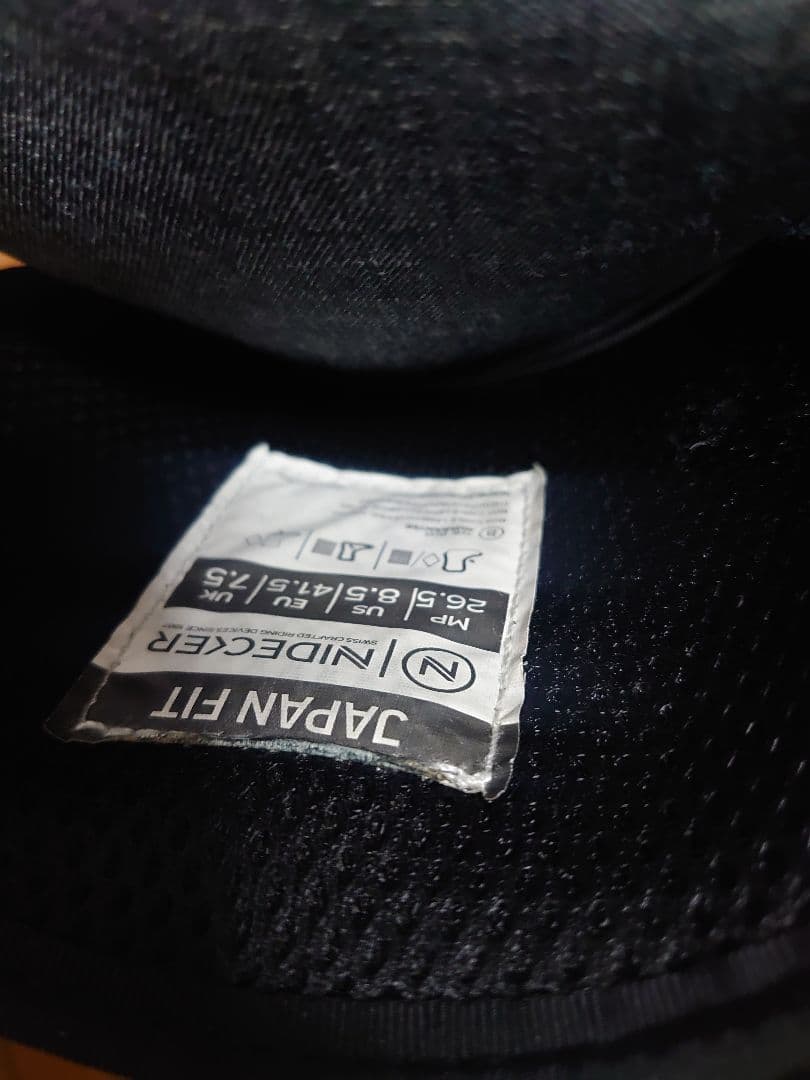 JAPAN FIT
N | NIDECKER
SWISS CRAFTED RIDING DEVICES SINCE 1887
MP | US | EU | UK
26.5 | 8.5 | 41.5 | 7.5